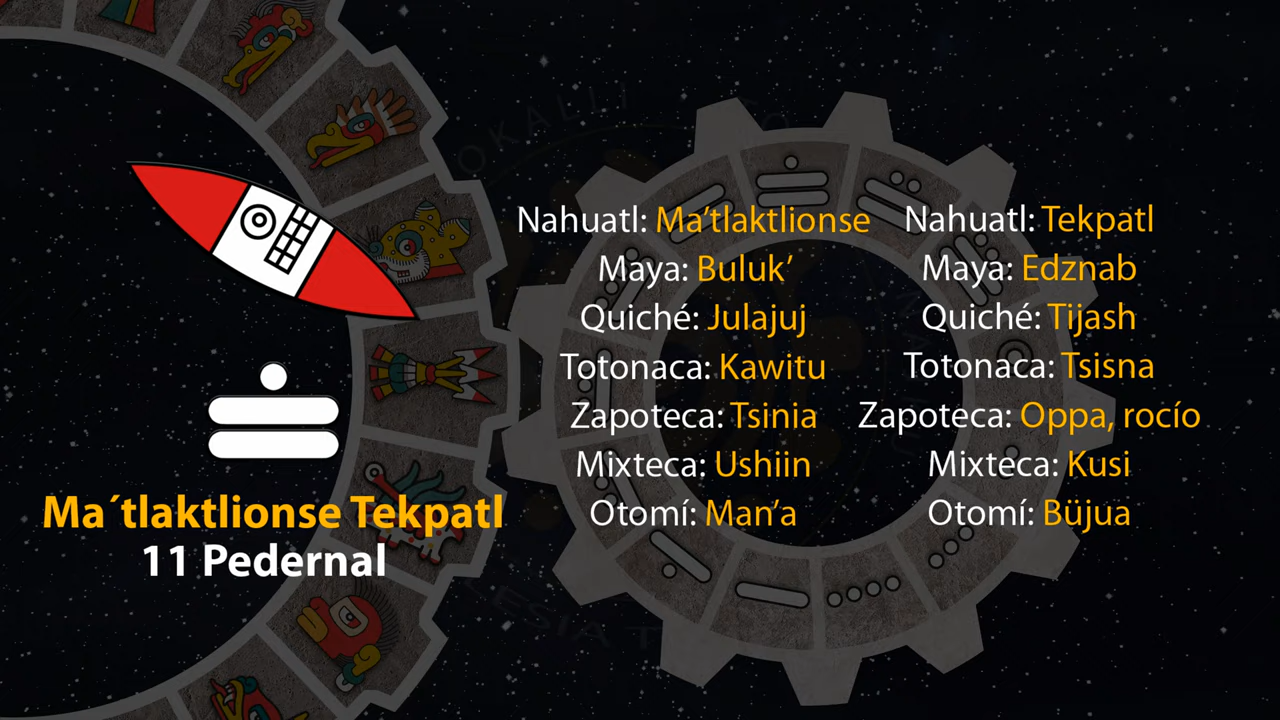 Nahuatl: Ma’tlaktlionse
Maya: Buluk’
Quiché: Julajuj
Totonaca: Kawitu
Zapoteca: Tsinia
Mixteca: Ushiin
Otomí: Man’a
Nahuatl: Tekpatl
Maya: Edznab
Quiché: Tijash
Totonaca: Tsisna
Zapoteca: Oppa, rocío
Mixteca: Kusi
Otomí: Büjua
Ma´tlaktlionse Tekpatl
11 Pedernal